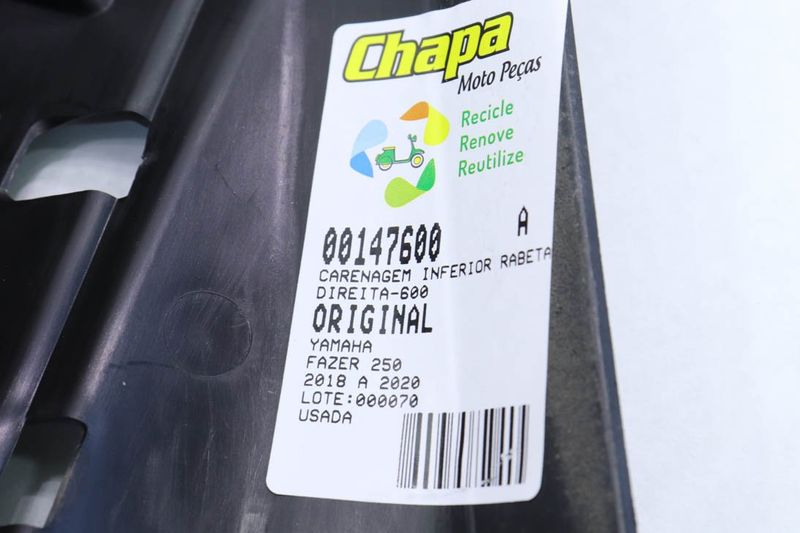 Chapa
Moto Peças
Recicle
Renove
Reutilize
00147600 A
CARENAGEM INFERIOR RABETA
DIREITA-600
ORIGINAL
YAMAHA
FAZER 250
2018 A 2020
LOTE:000070
USADA